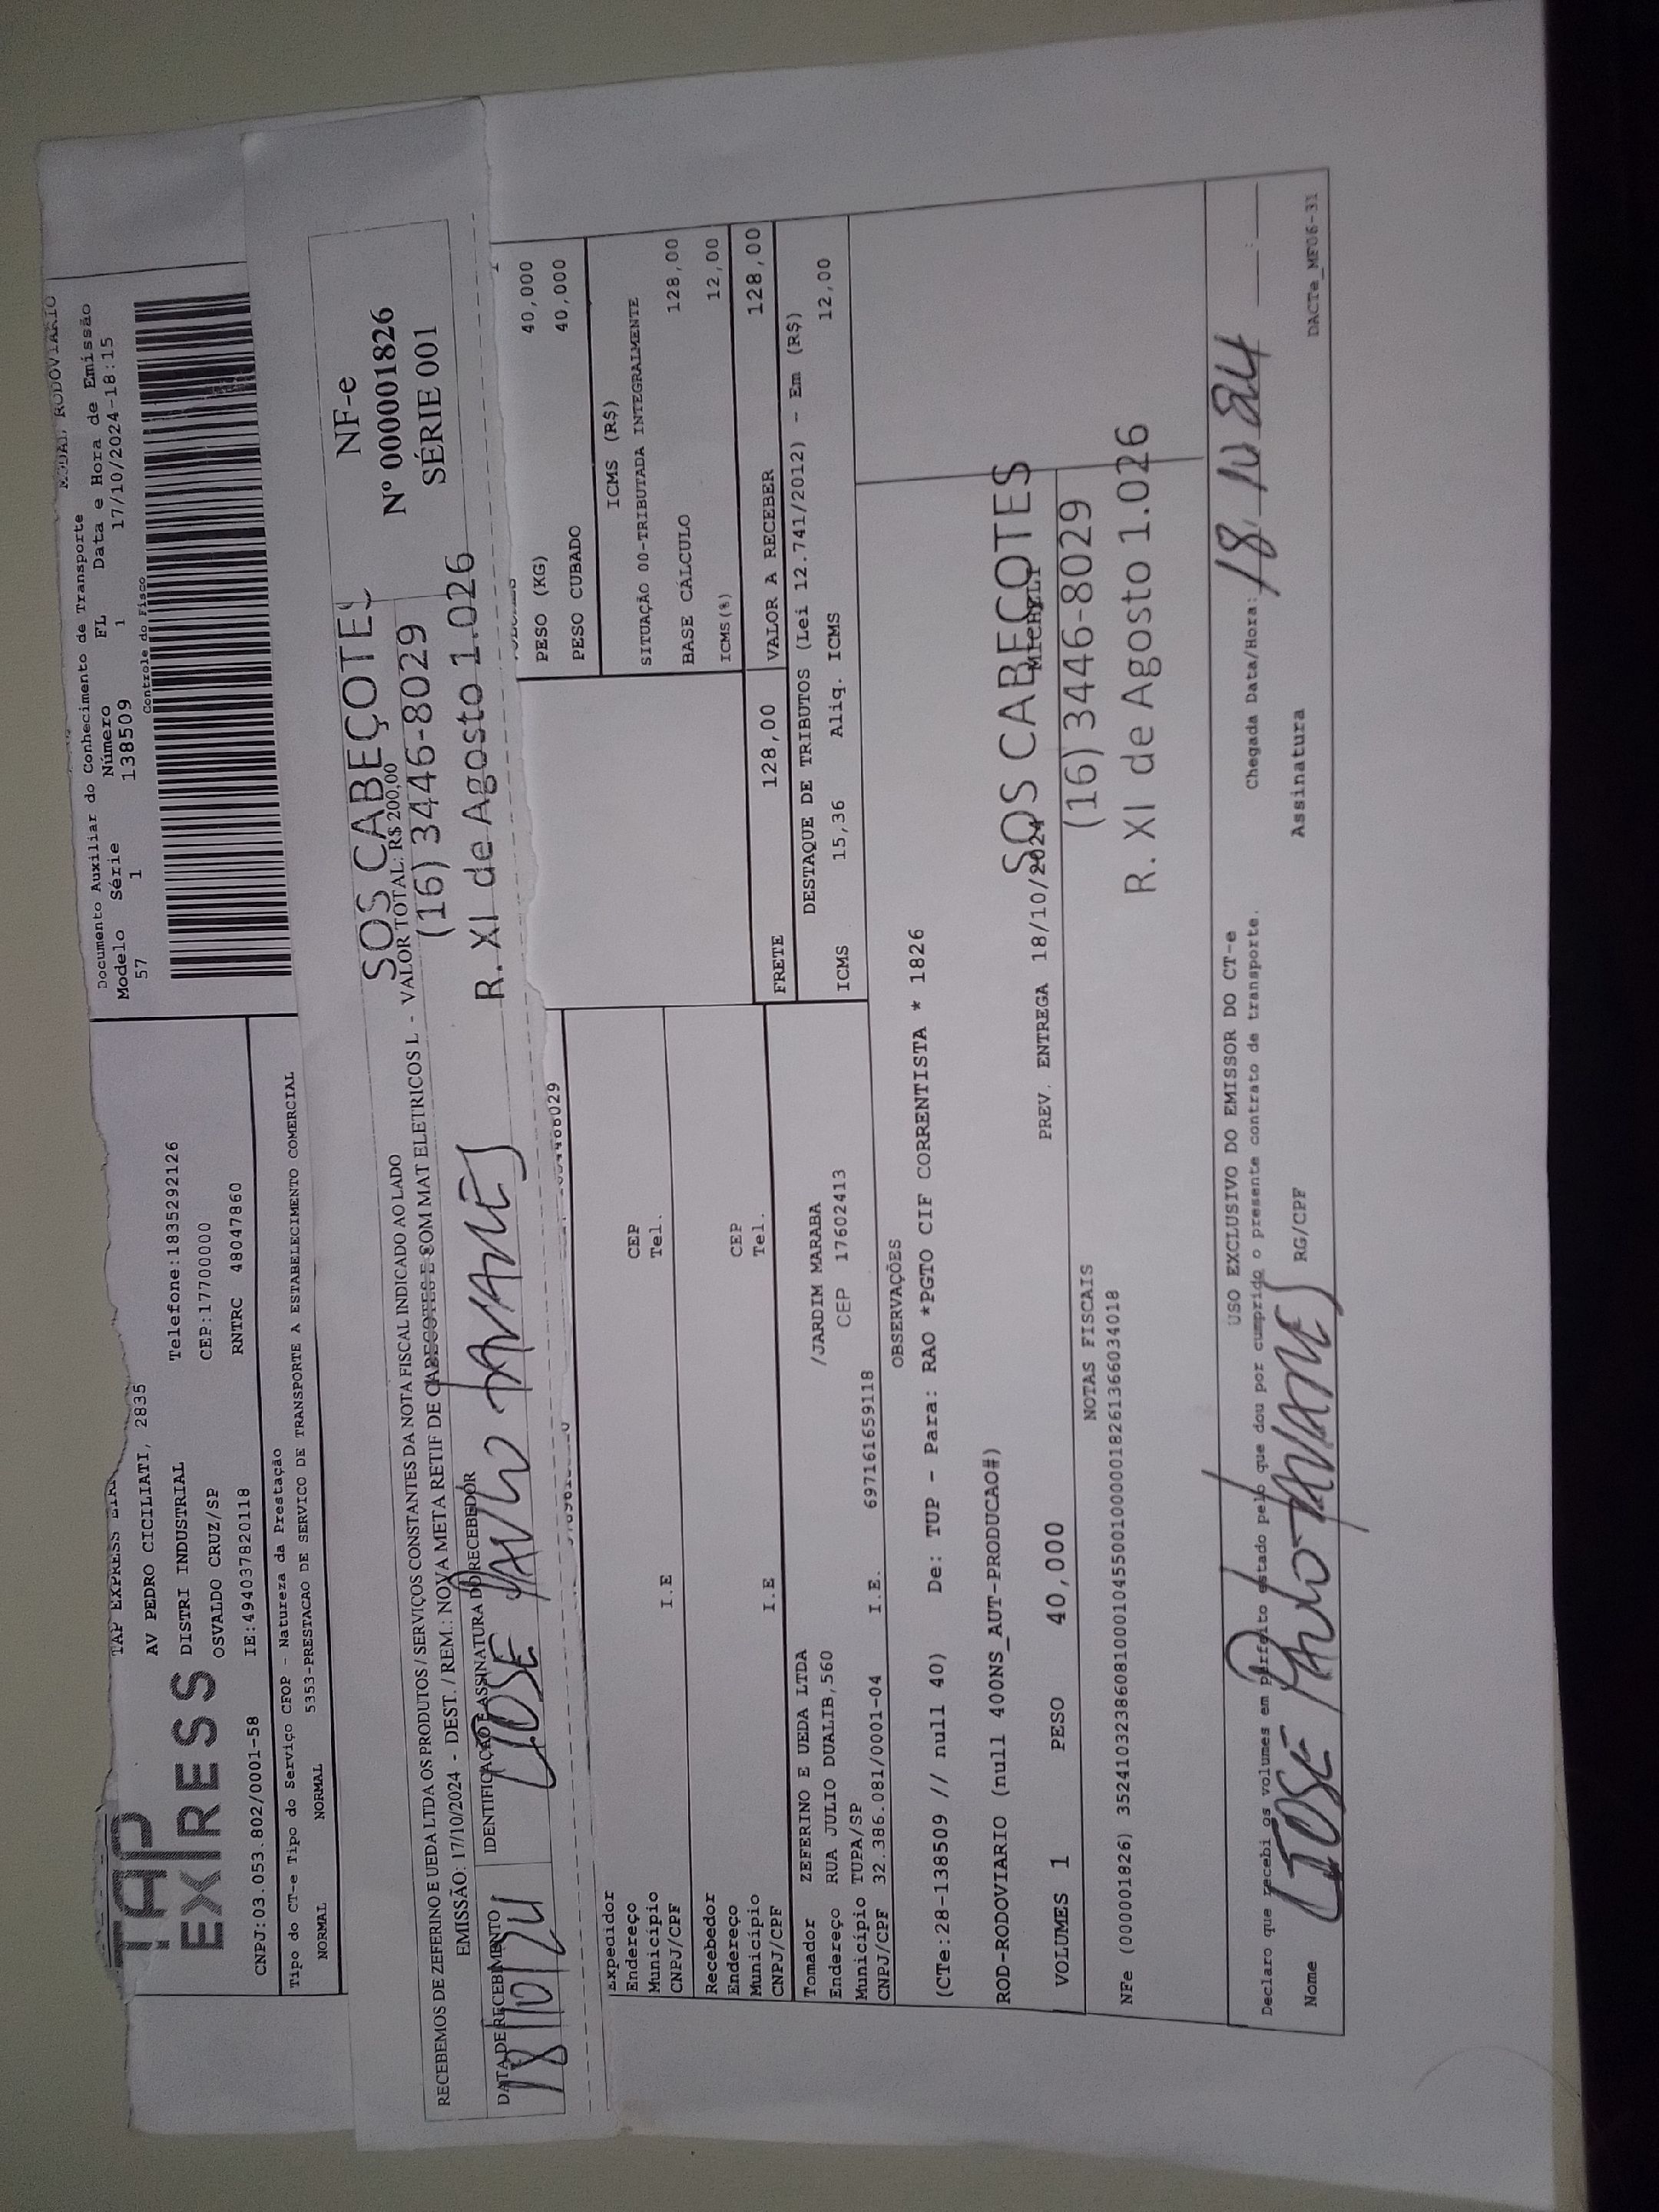 TAP
EXPRESS
TAP EXPRESS
AV PEDRO CICILIATI, 2835
DISTRI INDUSTRIAL Telefone:1835292126
OSVALDO CRUZ/SP CEP:17700000
CNPJ:03.053.802/0001-58 IE:494037820118 RNTRC 48047860
MODAL RODOVIÁRIO
Documento Auxiliar do Conhecimento de Transporte
Modelo Série Número FL Data e Hora de Emissão
57 1 138509 1 17/10/2024-18:15
Controle do Fisco
Tipo do CT-e Tipo do Serviço CFOP - Natureza da Prestação
NORMAL NORMAL 5353-PRESTACAO DE SERVICO DE TRANSPORTE A ESTABELECIMENTO COMERCIAL
RECEBEMOS DE ZEFERINO E UEDA LTDA OS PRODUTOS / SERVIÇOS CONSTANTES DA NOTA FISCAL INDICADO AO LADO
EMISSÃO: 17/10/2024 - DEST. / REM.: NOVA META RETIF DE CABECOTES E COM MAT ELETRICOS L - VALOR TOTAL: R$ 200,00
DATA DE RECEBIMENTO IDENTIFICAÇÃO E ASSINATURA DO RECEBEDOR
18/10/24 JOSE PAULO TAVARES
SOS CABEÇOTES
(16) 3446-8029
R. XI de Agosto 1.026
NF-e
Nº 000001826
SÉRIE 001
PESO (KG) 40,000
PESO CUBADO 40,000
Expedidor
Endereço CEP
Município Tel.
CNPJ/CPF I.E
Recebedor
Endereço CEP
Município Tel.
CNPJ/CPF I.E
ICMS (R$)
SITUAÇÃO 00-TRIBUTADA INTEGRALMENTE
BASE CÁLCULO 128,00
ICMS(%) 12,00
FRETE 128,00 VALOR A RECEBER 128,00
Tomador ZEFERINO E UEDA LTDA
Endereço RUA JULIO DUALIB,560 /JARDIM MARABA
Município TUPA/SP CEP 17602413
CNPJ/CPF 32.386.081/0001-04 I.E. 697161659118
DESTAQUE DE TRIBUTOS (Lei 12.741/2012) - Em (R$)
ICMS 15,36 Aliq. ICMS 12,00
OBSERVAÇÕES
(CTe:28-138509 // null 40) De: TUP - Para: RAO *PGTO CIF CORRENTISTA * 1826
ROD-RODOVIARIO (null 400NS_AUT-PRODUCAO#)
VOLUMES 1 PESO 40,000 PREV. ENTREGA 18/10/2024 MICHELI
SOS CABEÇOTES
(16) 3446-8029
R. XI de Agosto 1.026
NOTAS FISCAIS
NFe (000001826) 35241032386081000104550010000018261366034018
USO EXCLUSIVO DO EMISSOR DO CT-e
Declaro que recebi os volumes em perfeito estado pelo que dou por cumprido o presente contrato de transporte. Chegada Data/Hora: 18/10/24 :
Nome JOSE PAULO TAVARES RG/CPF Assinatura
DACTe_MF06-31